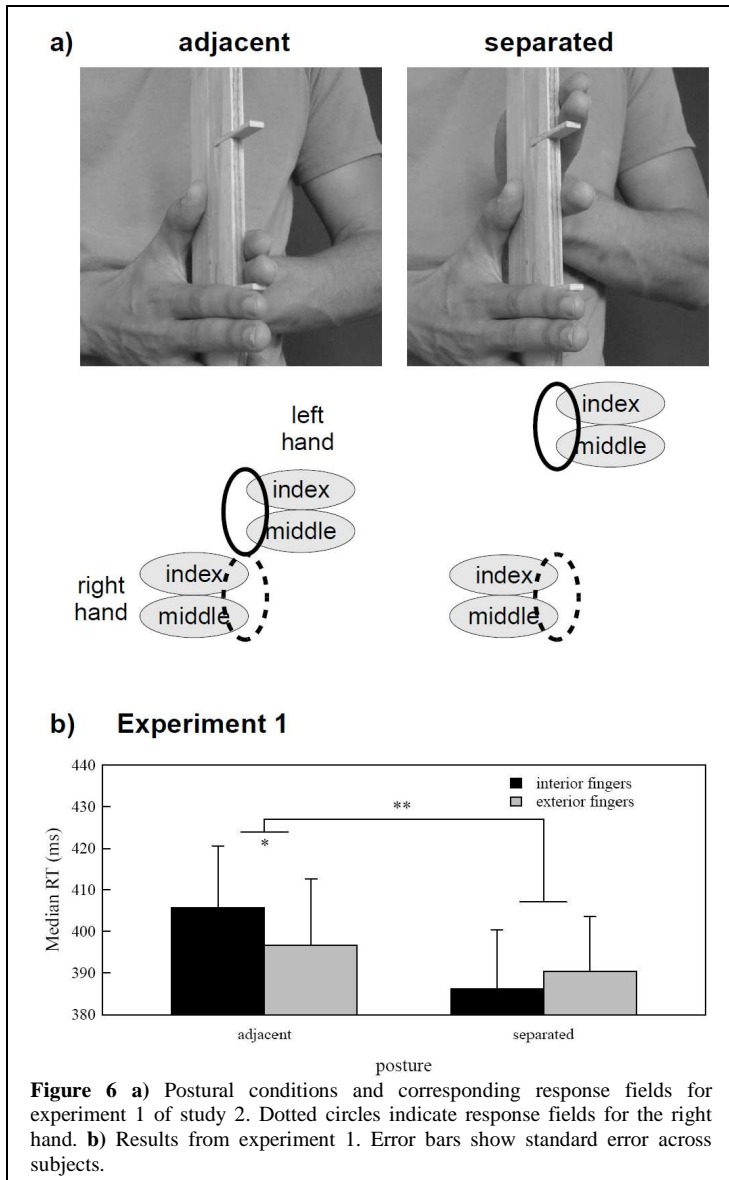 a) adjacent separated
left
hand
index
middle
index
middle
right
hand
index
middle
index
middle
b) Experiment 1
440
430
420
410
400
390
380
Median RT (ms)
interior fingers
exterior fingers
**
*
adjacent separated
posture
Figure 6 a) Postural conditions and corresponding response fields for
experiment 1 of study 2. Dotted circles indicate response fields for the right
hand. b) Results from experiment 1. Error bars show standard error across
subjects.